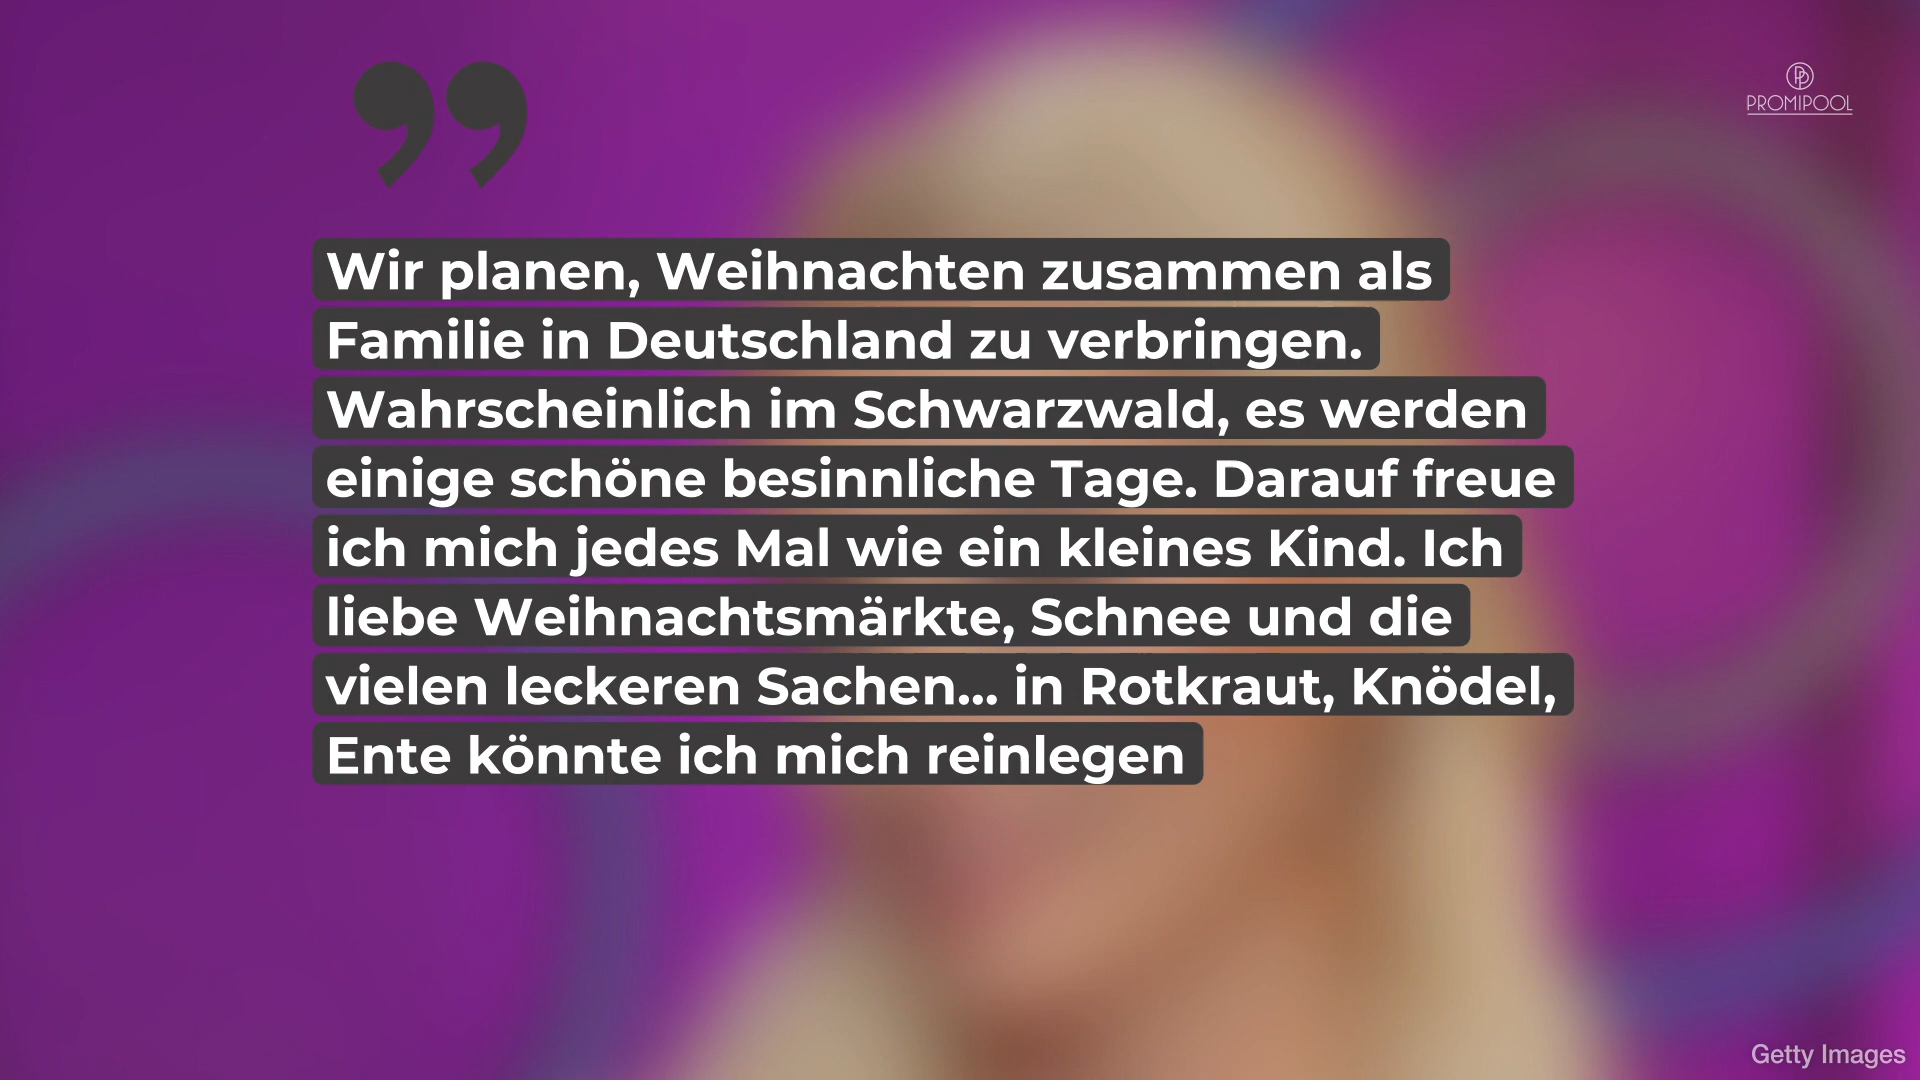 ”
PROMIPOOL
Wir planen, Weihnachten zusammen als
Familie in Deutschland zu verbringen.
Wahrscheinlich im Schwarzwald, es werden
einige schöne besinnliche Tage. Darauf freue
ich mich jedes Mal wie ein kleines Kind. Ich
liebe Weihnachtsmärkte, Schnee und die
vielen leckeren Sachen... in Rotkraut, Knödel,
Ente könnte ich mich reinlegen
Getty Images